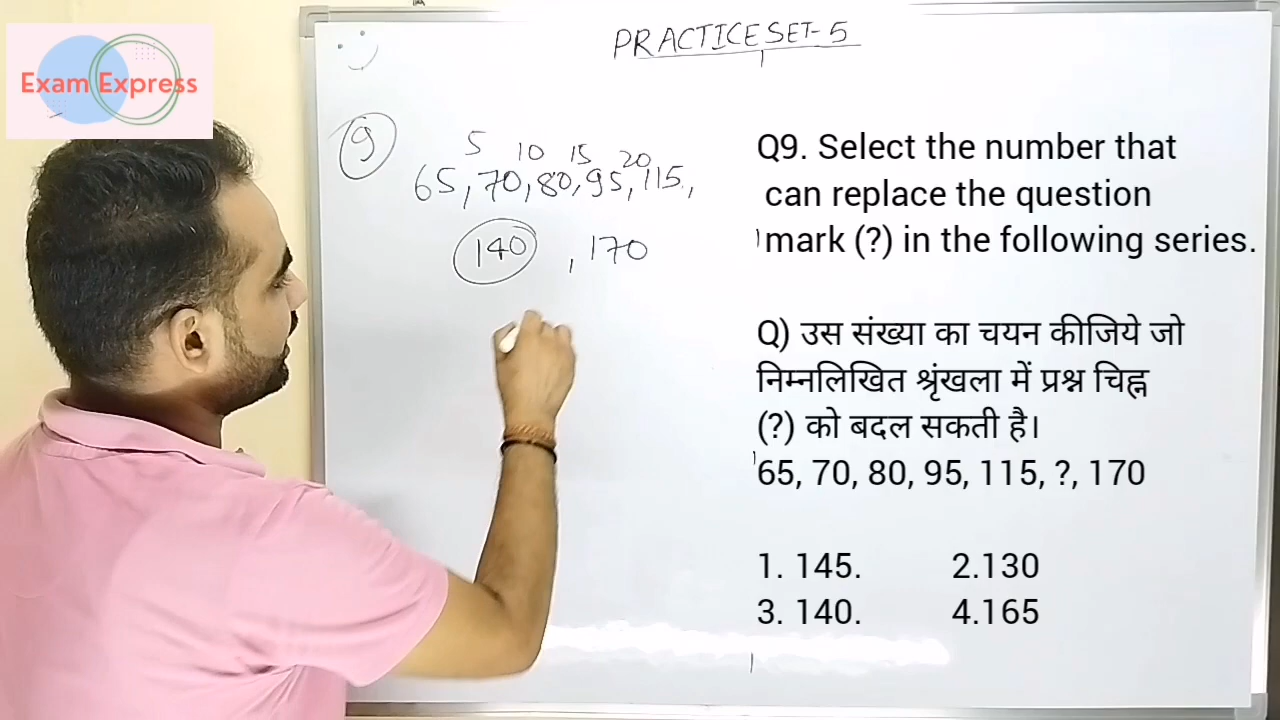 Exam Express
PRACTICE SET-5
9
5 10 15 20
65, 70, 80, 95, 115,
140 , 170
Q9. Select the number that
can replace the question
mark (?) in the following series.
Q) उस संख्या का चयन कीजिये जो
निम्नलिखित श्रृंखला में प्रश्न चिह्न
(?) को बदल सकती है।
65, 70, 80, 95, 115, ?, 170
1. 145. 2.130
3. 140. 4.165